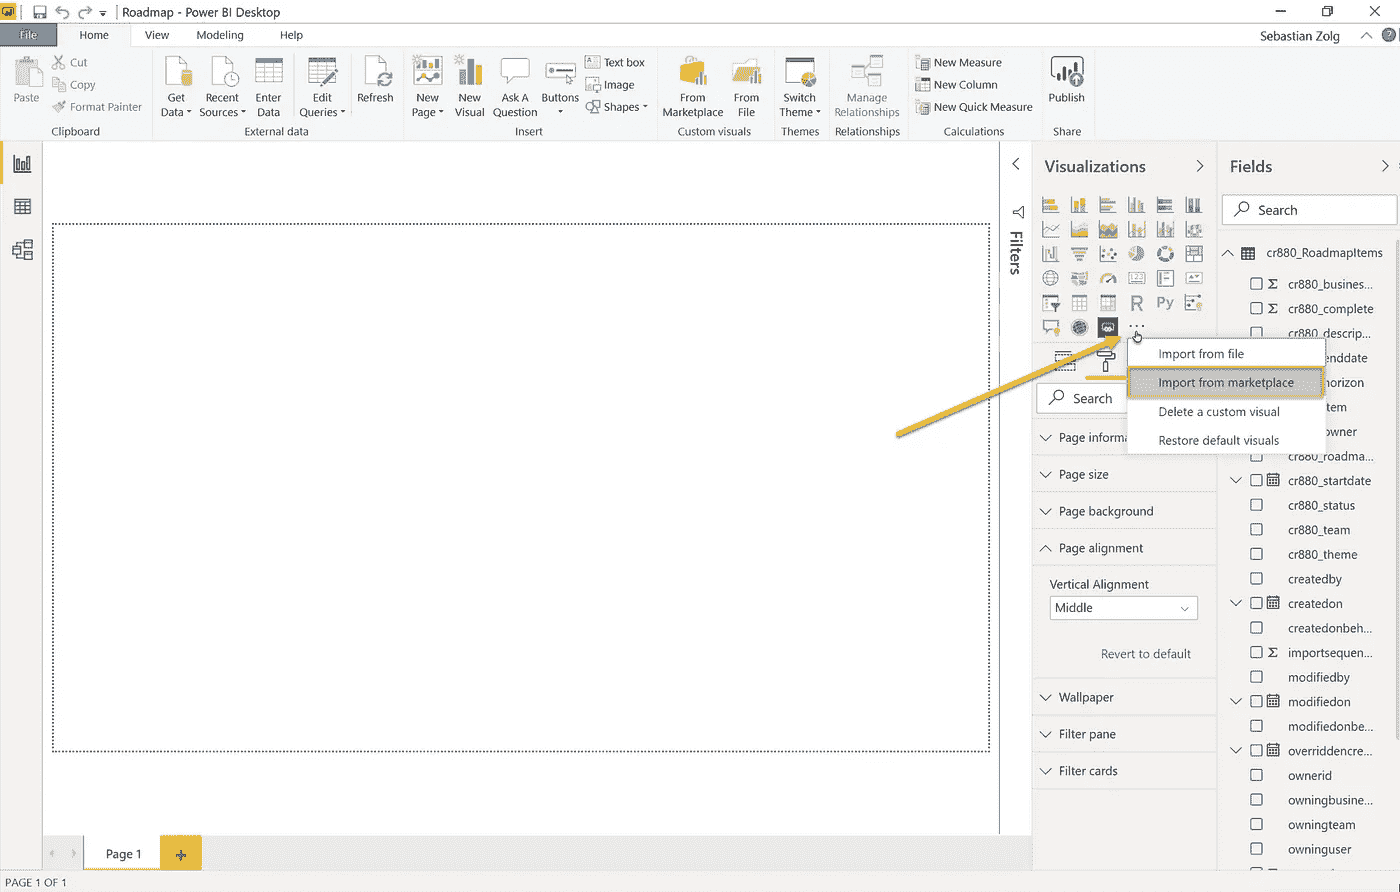 Roadmap - Power BI Desktop
File
Home
View
Modeling
Help
Sebastian Zolg
Paste
Cut
Copy
Format Painter
Clipboard
Get Data
Recent Sources
Enter Data
External data
Edit Queries
Refresh
New Page
New Visual
Ask A Question
Buttons
Text box
Image
Shapes
Insert
From Marketplace
From File
Custom visuals
Switch Theme
Themes
Manage Relationships
Relationships
New Measure
New Column
New Quick Measure
Calculations
Publish
Share
Filters
Visualizations
R
Py
Import from file
Import from marketplace
Delete a custom visual
Restore default visuals
Search
Page informa
Page size
Page background
Page alignment
Vertical Alignment
Middle
Revert to default
Wallpaper
Filter pane
Filter cards
Fields
Search
cr880_RoadmapItems
cr880_busines...
cr880_complete
cr880_descrip...
enddate
horizon
tem
owner
cr880_roadma...
cr880_startdate
cr880_status
cr880_team
cr880_theme
createdby
createdon
createdonbeh...
importsequen...
modifiedby
modifiedon
modifiedonbe...
overriddencre...
ownerid
owningbusine...
owningteam
owninguser
Page 1
PAGE 1 OF 1